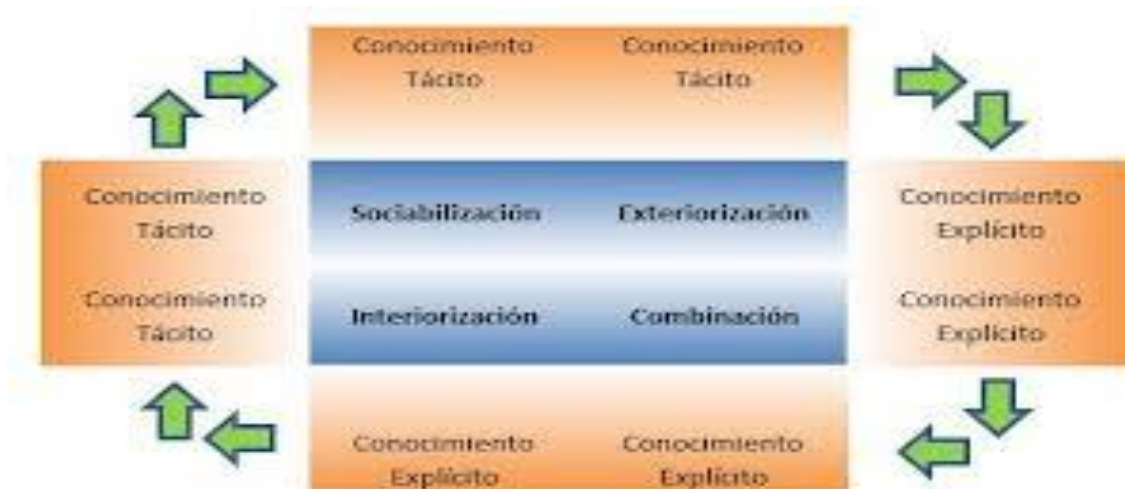 Conocimiento Tácito
Conocimiento Tácito
Conocimiento Tácito
Sociabilización
Exteriorización
Conocimiento Explícito
Conocimiento Tácito
Interiorización
Combinación
Conocimiento Explícito
Conocimiento Explícito
Conocimiento Explícito